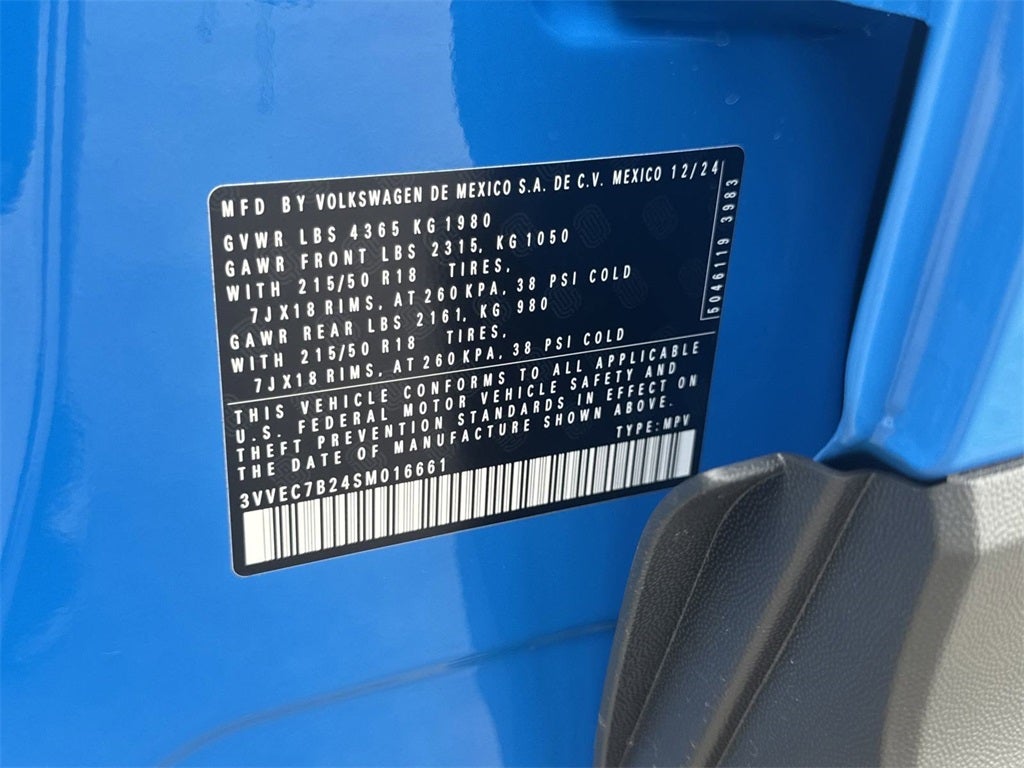 MFD BY VOLKSWAGEN DE MEXICO S.A. DE C.V. MEXICO 12/24
GVWR LBS 4365 KG 1980
GAWR FRONT LBS 2315, KG 1050
WITH 215/50 R18 TIRES,
7JX18 RIMS, AT 260 KPA, 38 PSI COLD
GAWR REAR LBS 2161, KG 980
WITH 215/50 R18 TIRES,
7JX18 RIMS, AT 260 KPA, 38 PSI COLD
5046119 3983
THIS VEHICLE CONFORMS TO ALL APPLICABLE
U.S. FEDERAL MOTOR VEHICLE SAFETY AND
THEFT PREVENTION STANDARDS IN EFFECT ON
THE DATE OF MANUFACTURE SHOWN ABOVE.
TYPE: MPV
3VVEC7B24SM016661